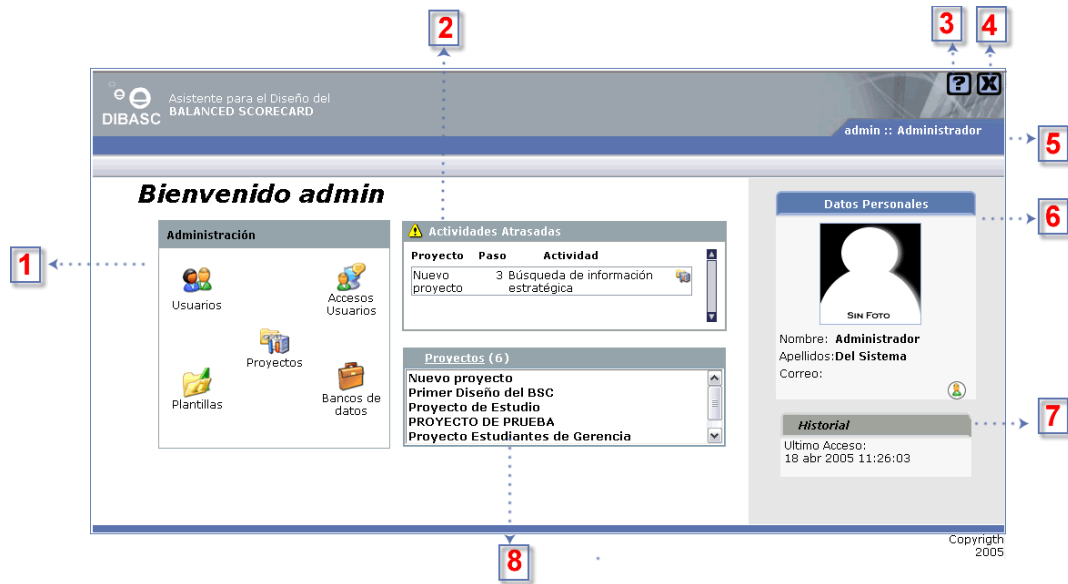 2
3
4
?
X
DIBASC
Asistente para el Diseño del
BALANCED SCORECARD
admin :: Administrador
5
Bienvenido admin
1
Administración
Usuarios
Accesos
Usuarios
Proyectos
Plantillas
Bancos de
datos
Actividades Atrasadas
Proyecto Paso Actividad
Nuevo proyecto 3 Búsqueda de información estratégica
Proyectos (6)
Nuevo proyecto
Primer Diseño del BSC
Proyecto de Estudio
PROYECTO DE PRUEBA
Proyecto Estudiantes de Gerencia
Datos Personales
6
SIN FOTO
Nombre: Administrador
Apellidos:Del Sistema
Correo:
Historial
7
Ultimo Acceso:
18 abr 2005 11:26:03
8
Copyrigth
2005